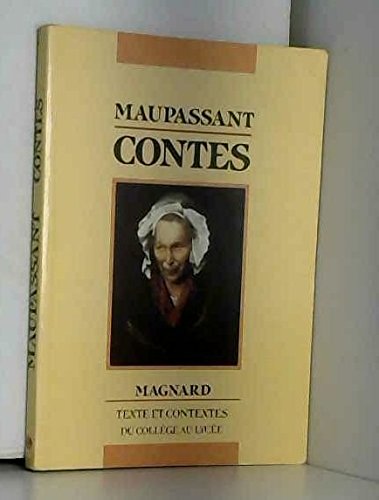 MAUPASSANT CONTES
MAUPASSANT
CONTES
MAGNARD
TEXTE ET CONTEXTES
DU COLLÈGE AU LYCÉE